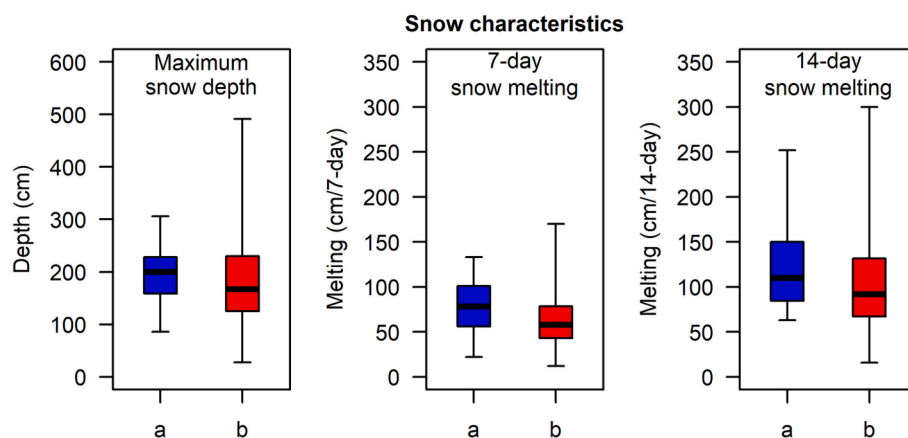 Snow characteristics
Maximum
snow depth
Depth (cm)
600
500
400
300
200
100
0
a b
7-day
snow melting
Melting (cm/7-day)
350
300
250
200
150
100
50
0
a b
14-day
snow melting
Melting (cm/14-day)
350
300
250
200
150
100
50
0
a b